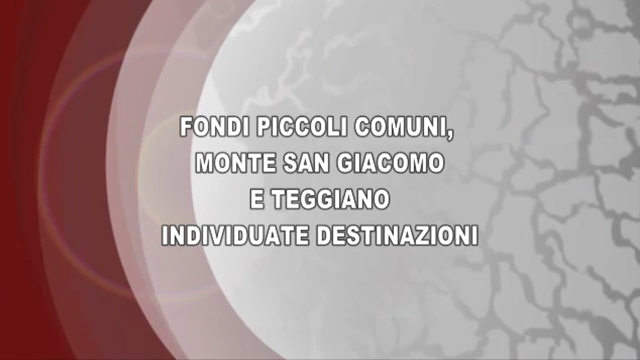 FONDI PICCOLI COMUNI,
MONTE SAN GIACOMO
E TEGGIANO
INDIVIDUATE DESTINAZIONI